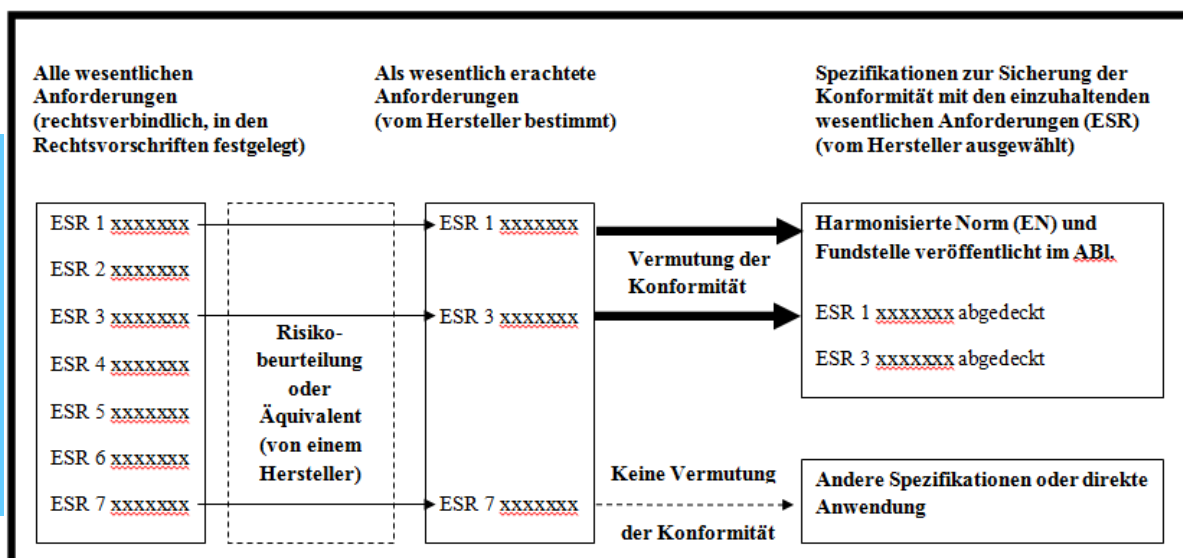 Alle wesentlichen
Anforderungen
(rechtsverbindlich, in den
Rechtsvorschriften festgelegt)
Als wesentlich erachtete
Anforderungen
(vom Hersteller bestimmt)
Spezifikationen zur Sicherung der
Konformität mit den einzuhaltenden
wesentlichen Anforderungen (ESR)
(vom Hersteller ausgewählt)
ESR 1 xxxxxxx
ESR 2 xxxxxxx
ESR 3 xxxxxxx
ESR 4 xxxxxxx
ESR 5 xxxxxxx
ESR 6 xxxxxxx
ESR 7 xxxxxxx
Risiko-
beurteilung
oder
Äquivalent
(von einem
Hersteller)
ESR 1 xxxxxxx
ESR 3 xxxxxxx
ESR 7 xxxxxxx
Vermutung der
Konformität
Keine Vermutung
der Konformität
Harmonisierte Norm (EN) und
Fundstelle veröffentlicht im ABl.
ESR 1 xxxxxxx abgedeckt
ESR 3 xxxxxxx abgedeckt
Andere Spezifikationen oder direkte
Anwendung